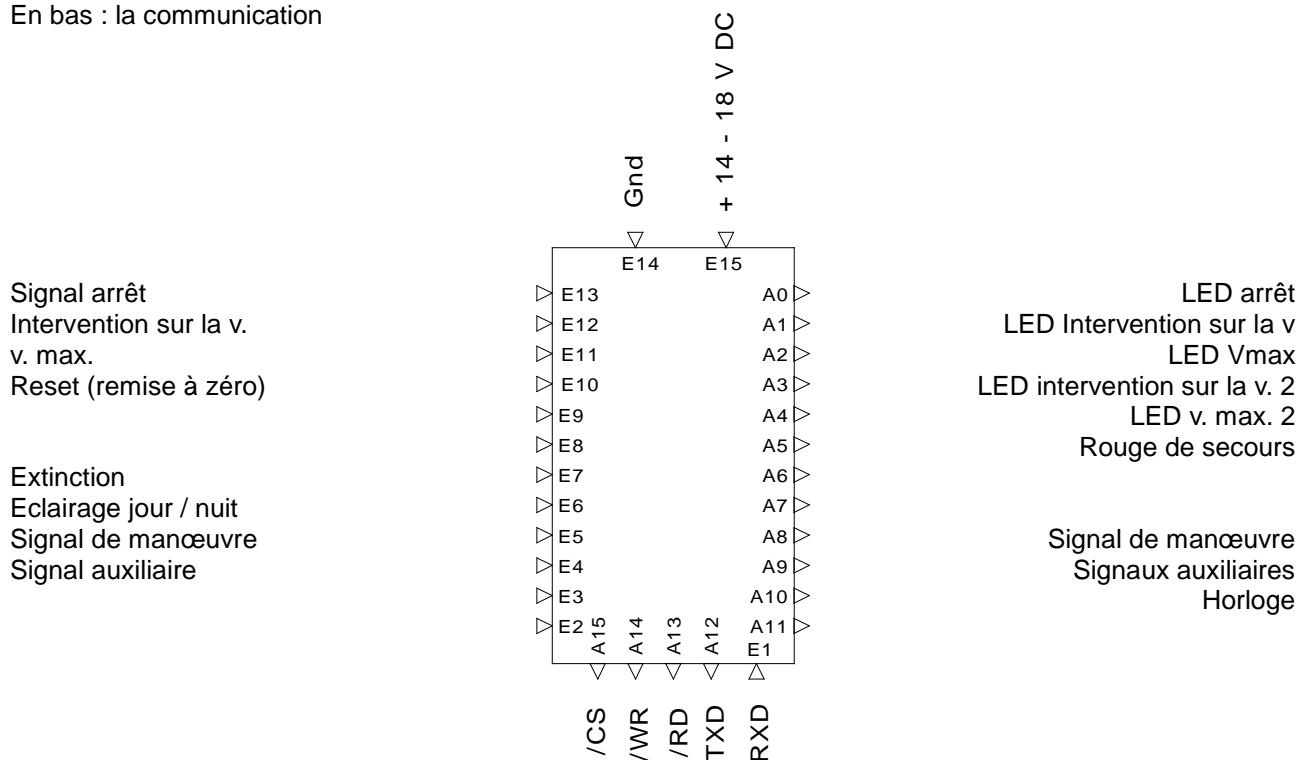 En bas : la communication
Gnd
+ 14 - 18 V DC
E14 E15
Signal arrêt E13 A0 LED arrêt
Intervention sur la v. E12 A1 LED Intervention sur la v
v. max. E11 A2 LED Vmax
Reset (remise à zéro) E10 A3 LED intervention sur la v. 2
E9 A4 LED v. max. 2
E8 A5 Rouge de secours
Extinction E7 A6
Eclairage jour / nuit E6 A7
Signal de manœuvre E5 A8 Signal de manœuvre
Signal auxiliaire E4 A9 Signaux auxiliaires
E3 A10 Horloge
E2 A15 A14 A13 A12 A11
E1
/CS /WR /RD TXD RXD